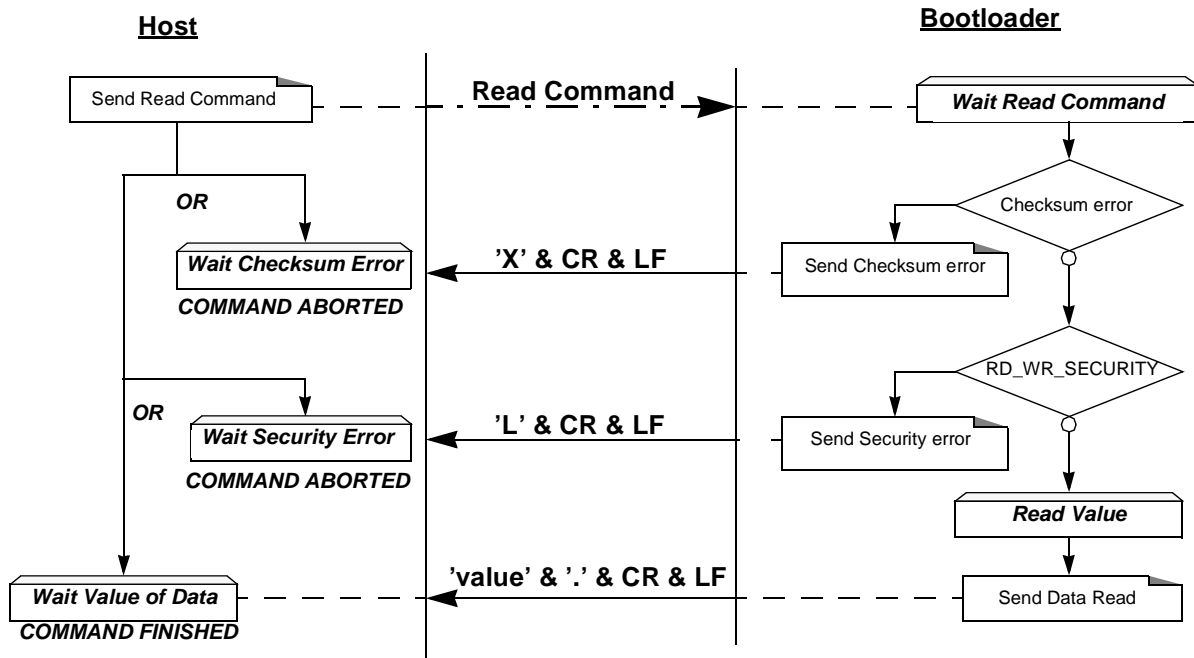 Host
Bootloader
Send Read Command
Read Command
Wait Read Command
OR
Checksum error
Wait Checksum Error
’X’ & CR & LF
Send Checksum error
COMMAND ABORTED
RD_WR_SECURITY
OR
Wait Security Error
’L’ & CR & LF
Send Security error
COMMAND ABORTED
Read Value
’value’ & ’.’ & CR & LF
Wait Value of Data
Send Data Read
COMMAND FINISHED